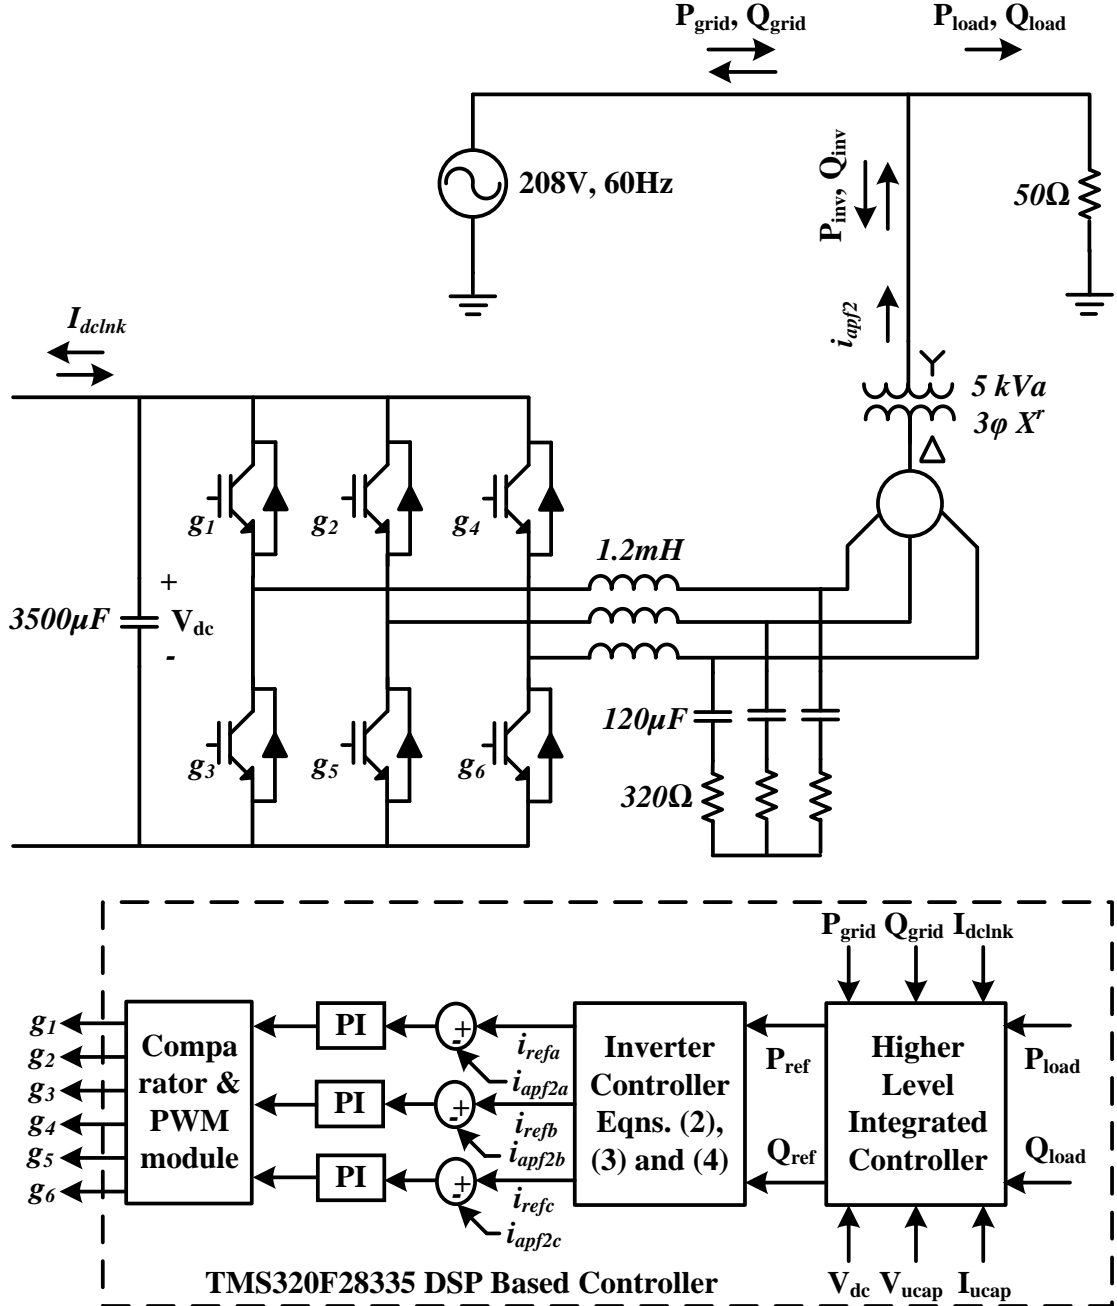 P_grid, Q_grid
P_load, Q_load
208V, 60Hz
P_inv, Q_inv
50Ω
I_dclnk
i_apf2
Y
5 kVa
3φ X^r
Δ
g_1
g_2
g_4
1.2mH
3500µF
+
V_dc
-
120µF
g_3
g_5
g_6
320Ω
P_grid Q_grid I_dclnk
g_1
g_2
g_3
g_4
g_5
g_6
Compa
rator &
PWM
module
PI
PI
PI
+
-
+
-
+
-
i_refa
i_apf2a
i_refb
i_apf2b
i_refc
i_apf2c
Inverter
Controller
Eqns. (2),
(3) and (4)
P_ref
Q_ref
Higher
Level
Integrated
Controller
P_load
Q_load
TMS320F28335 DSP Based Controller
V_dc V_ucap I_ucap